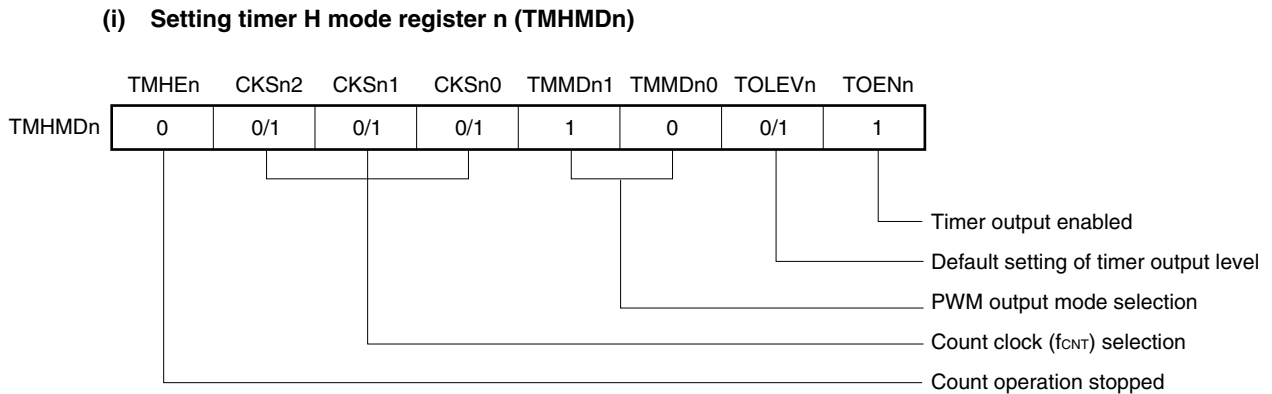 (i) Setting timer H mode register n (TMHMDn)
TMHEn CKSn2 CKSn1 CKSn0 TMMDn1 TMMDn0 TOLEVn TOENn
TMHMDn 0 0/1 0/1 0/1 1 0 0/1 1
Timer output enabled
Default setting of timer output level
PWM output mode selection
Count clock (fCNT) selection
Count operation stopped